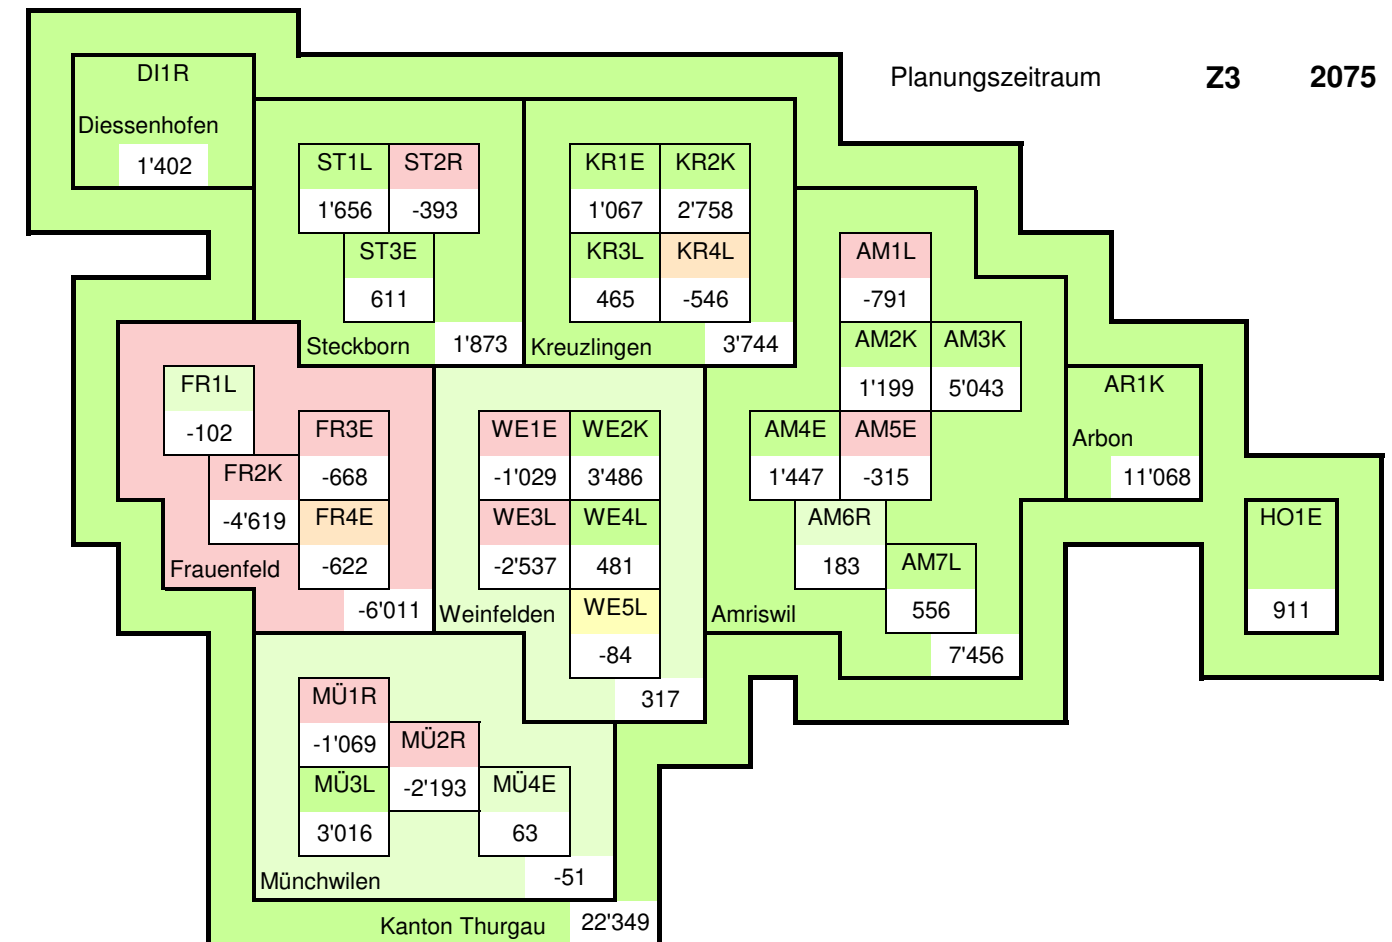 Planungszeitraum Z3 2075
DI1R
Diessenhofen
1'402
ST1L ST2R
1'656 -393
ST3E
611
Steckborn 1'873
KR1E KR2K
1'067 2'758
KR3L KR4L
465 -546
Kreuzlingen 3'744
AM1L
-791
AM2K AM3K
1'199 5'043
AM4E AM5E
1'447 -315
AM6R
183
AM7L
556
Amriswil
7'456
AR1K
Arbon
11'068
HO1E
911
FR1L
-102
FR3E
-668
FR2K
-4'619
FR4E
-622
Frauenfeld
-6'011
WE1E WE2K
-1'029 3'486
WE3L WE4L
-2'537 481
WE5L
-84
Weinfelden
317
MÜ1R
-1'069
MÜ2R
-2'193
MÜ3L
3'016
MÜ4E
63
Münchwilen -51
Kanton Thurgau 22'349